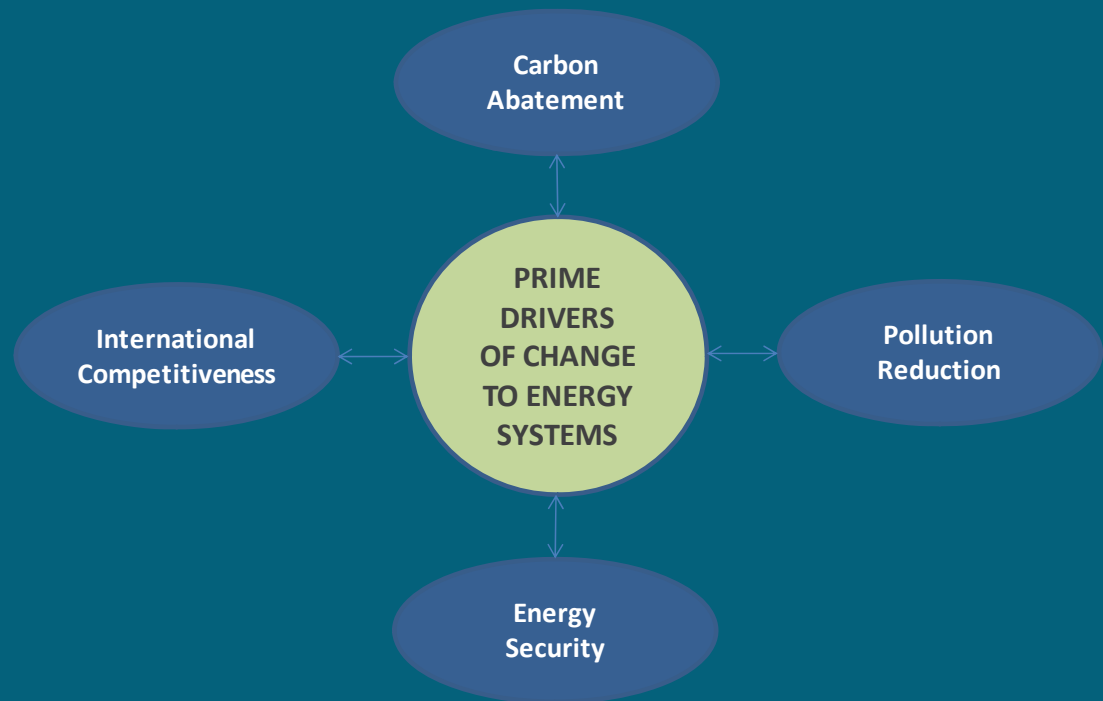 Carbon
Abatement
PRIME
DRIVERS
OF CHANGE
TO ENERGY
SYSTEMS
International
Competitiveness
Pollution
Reduction
Energy
Security